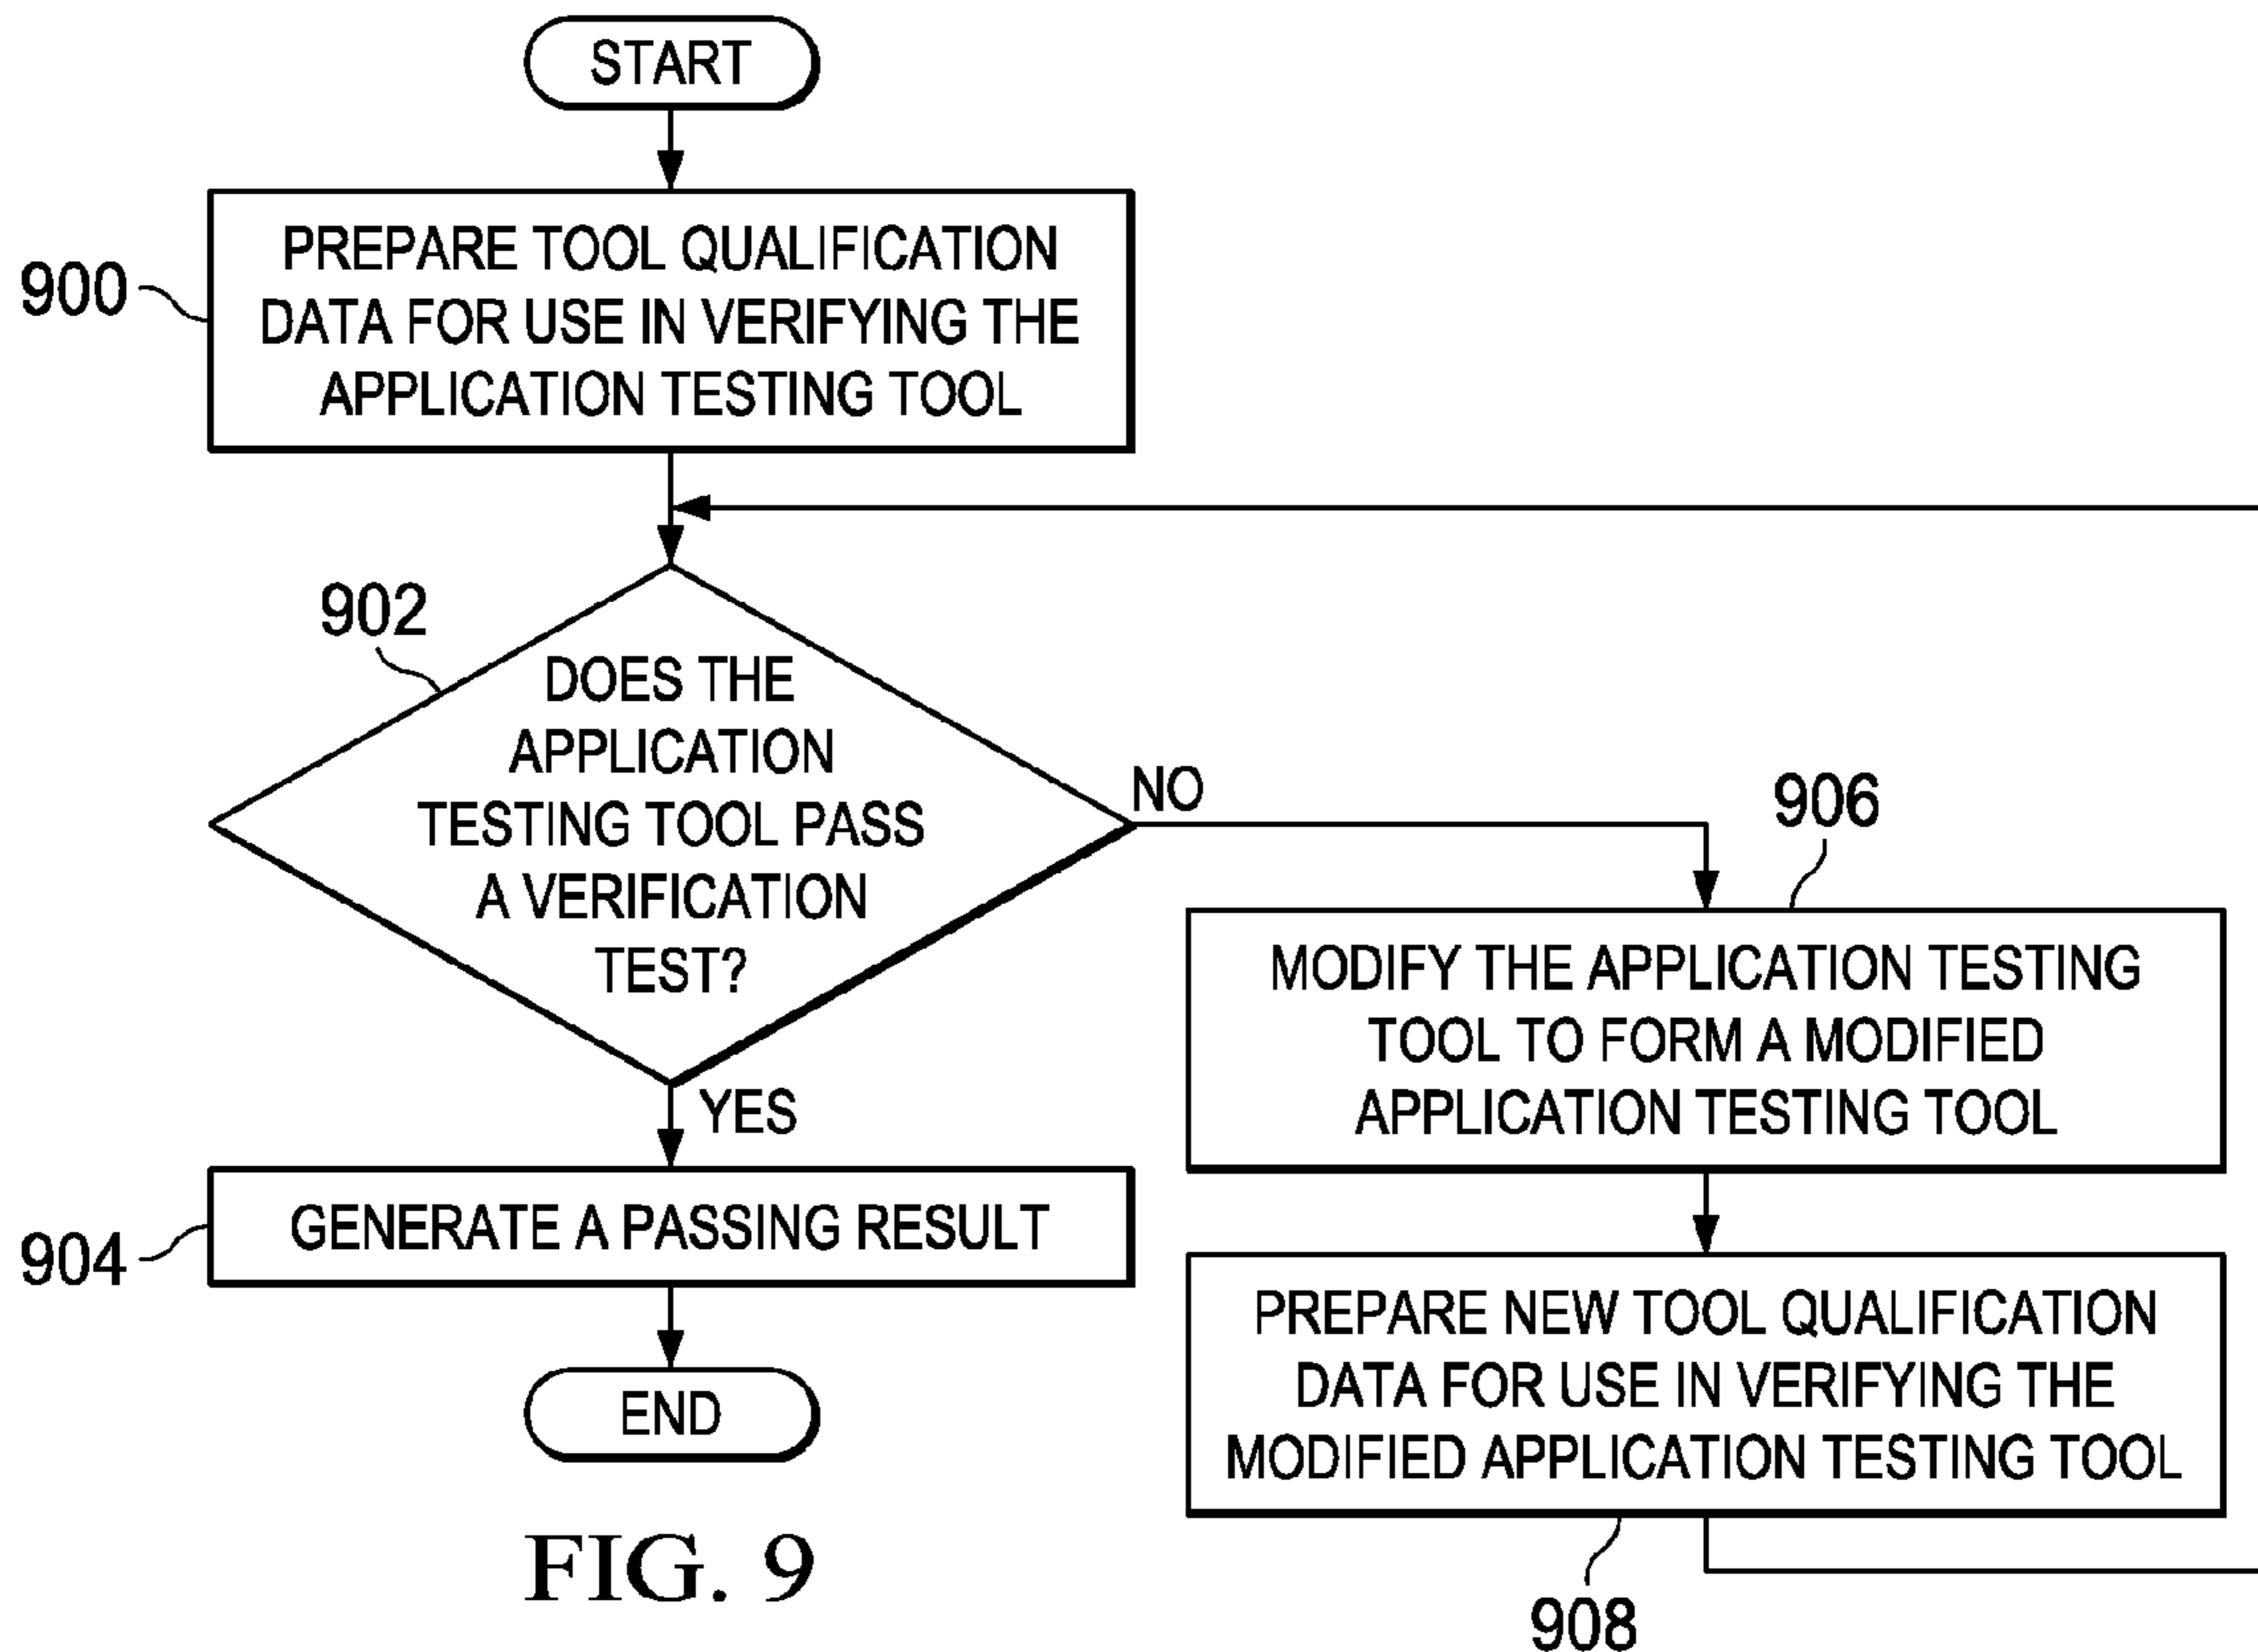 START
900
PREPARE TOOL QUALIFICATION
DATA FOR USE IN VERIFYING THE
APPLICATION TESTING TOOL
902
DOES THE
APPLICATION
TESTING TOOL PASS
A VERIFICATION
TEST?
NO
YES
904
GENERATE A PASSING RESULT
END
906
MODIFY THE APPLICATION TESTING
TOOL TO FORM A MODIFIED
APPLICATION TESTING TOOL
PREPARE NEW TOOL QUALIFICATION
DATA FOR USE IN VERIFYING THE
MODIFIED APPLICATION TESTING TOOL
908
FIG. 9